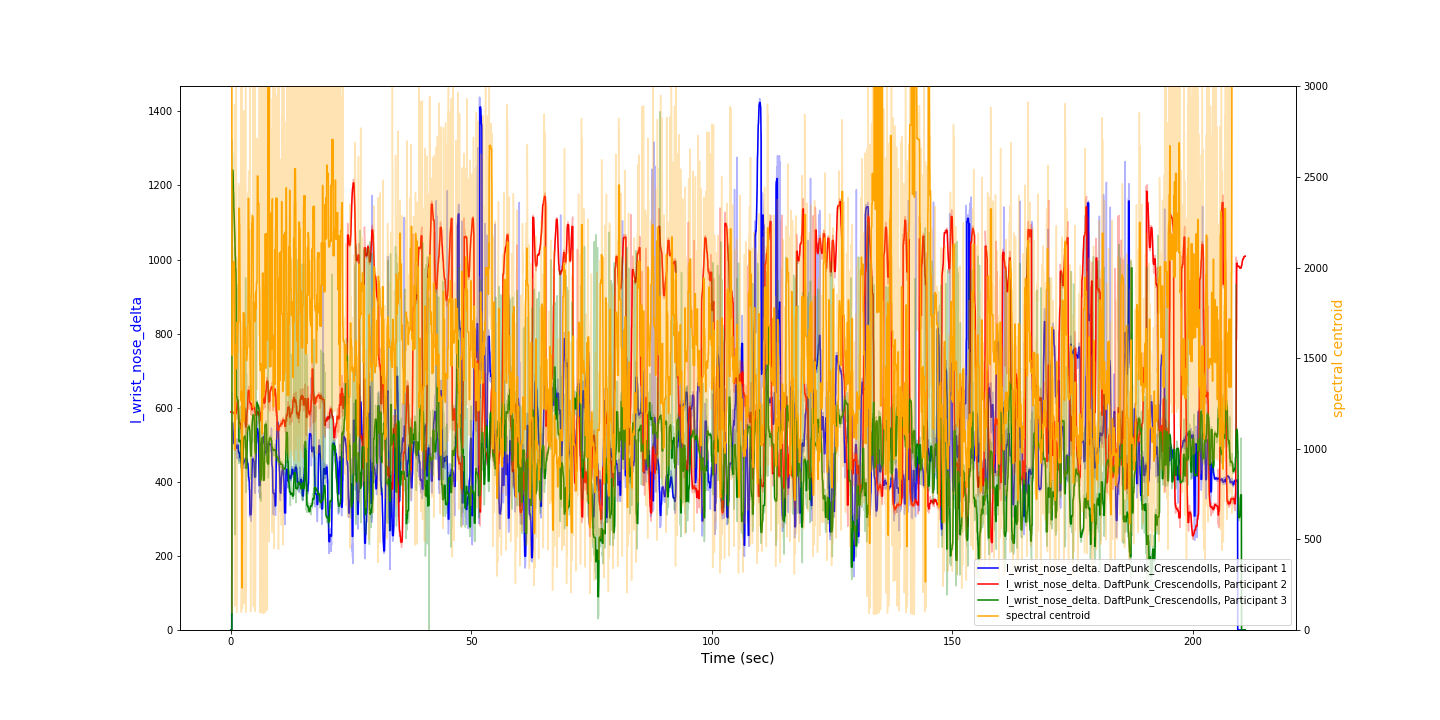 1400
1200
1000
800
600
400
200
0
l_wrist_nose_delta
3000
2500
2000
1500
1000
500
0
spectral centroid
0 50 100 150 200
Time (sec)
l_wrist_nose_delta. DaftPunk_Crescendolls, Participant 1
l_wrist_nose_delta. DaftPunk_Crescendolls, Participant 2
l_wrist_nose_delta. DaftPunk_Crescendolls, Participant 3
spectral centroid